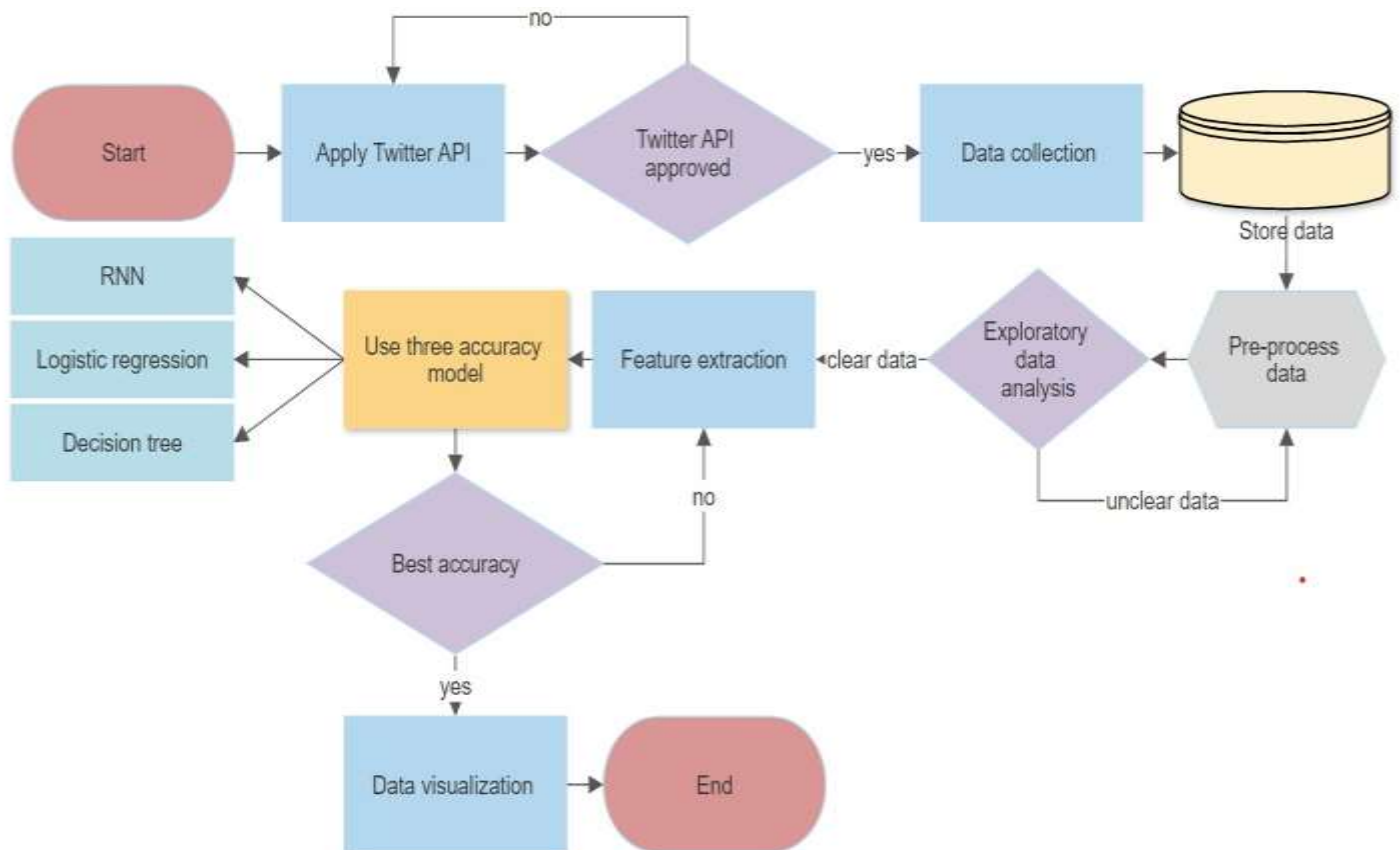 no
Start
Apply Twitter API
Twitter API
approved
yes
Data collection
Store data
RNN
Logistic regression
Decision tree
Use three accuracy
model
Feature extraction
clear data
Exploratory
data
analysis
Pre-process
data
unclear data
no
Best accuracy
yes
Data visualization
End